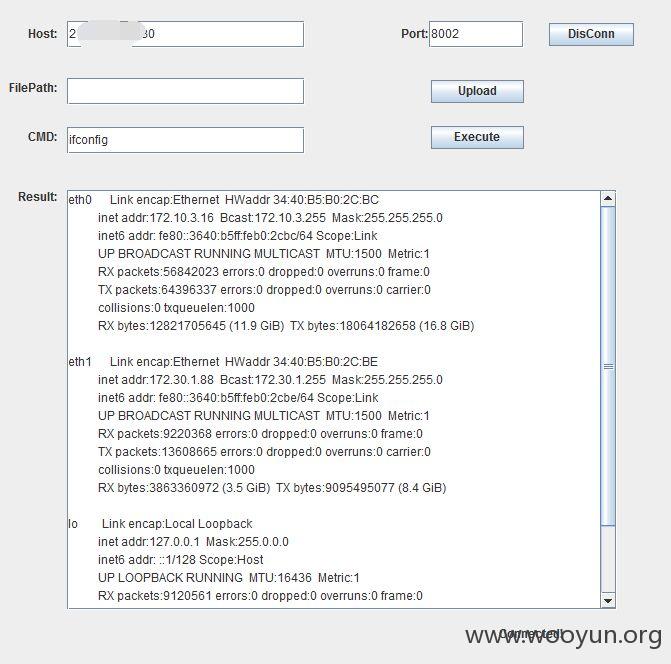 Host: 2 30 Port: 8002 DisConn
FilePath: Upload
CMD: ifconfig Execute
Result:
eth0 Link encap:Ethernet HWaddr 34:40:B5:B0:2C:BC
inet addr:172.10.3.16 Bcast:172.10.3.255 Mask:255.255.255.0
inet6 addr: fe80::3640:b5ff:feb0:2cbc/64 Scope:Link
UP BROADCAST RUNNING MULTICAST MTU:1500 Metric:1
RX packets:56842023 errors:0 dropped:0 overruns:0 frame:0
TX packets:64396337 errors:0 dropped:0 overruns:0 carrier:0
collisions:0 txqueuelen:1000
RX bytes:12821705645 (11.9 GiB) TX bytes:18064182658 (16.8 GiB)
eth1 Link encap:Ethernet HWaddr 34:40:B5:B0:2C:BE
inet addr:172.30.1.88 Bcast:172.30.1.255 Mask:255.255.255.0
inet6 addr: fe80::3640:b5ff:feb0:2cbe/64 Scope:Link
UP BROADCAST RUNNING MULTICAST MTU:1500 Metric:1
RX packets:9220368 errors:0 dropped:0 overruns:0 frame:0
TX packets:13608665 errors:0 dropped:0 overruns:0 carrier:0
collisions:0 txqueuelen:1000
RX bytes:3863360972 (3.5 GiB) TX bytes:9095495077 (8.4 GiB)
lo Link encap:Local Loopback
inet addr:127.0.0.1 Mask:255.0.0.0
inet6 addr: ::1/128 Scope:Host
UP LOOPBACK RUNNING MTU:16436 Metric:1
RX packets:9120561 errors:0 dropped:0 overruns:0 frame:0
Connected!
www.wooyun.org